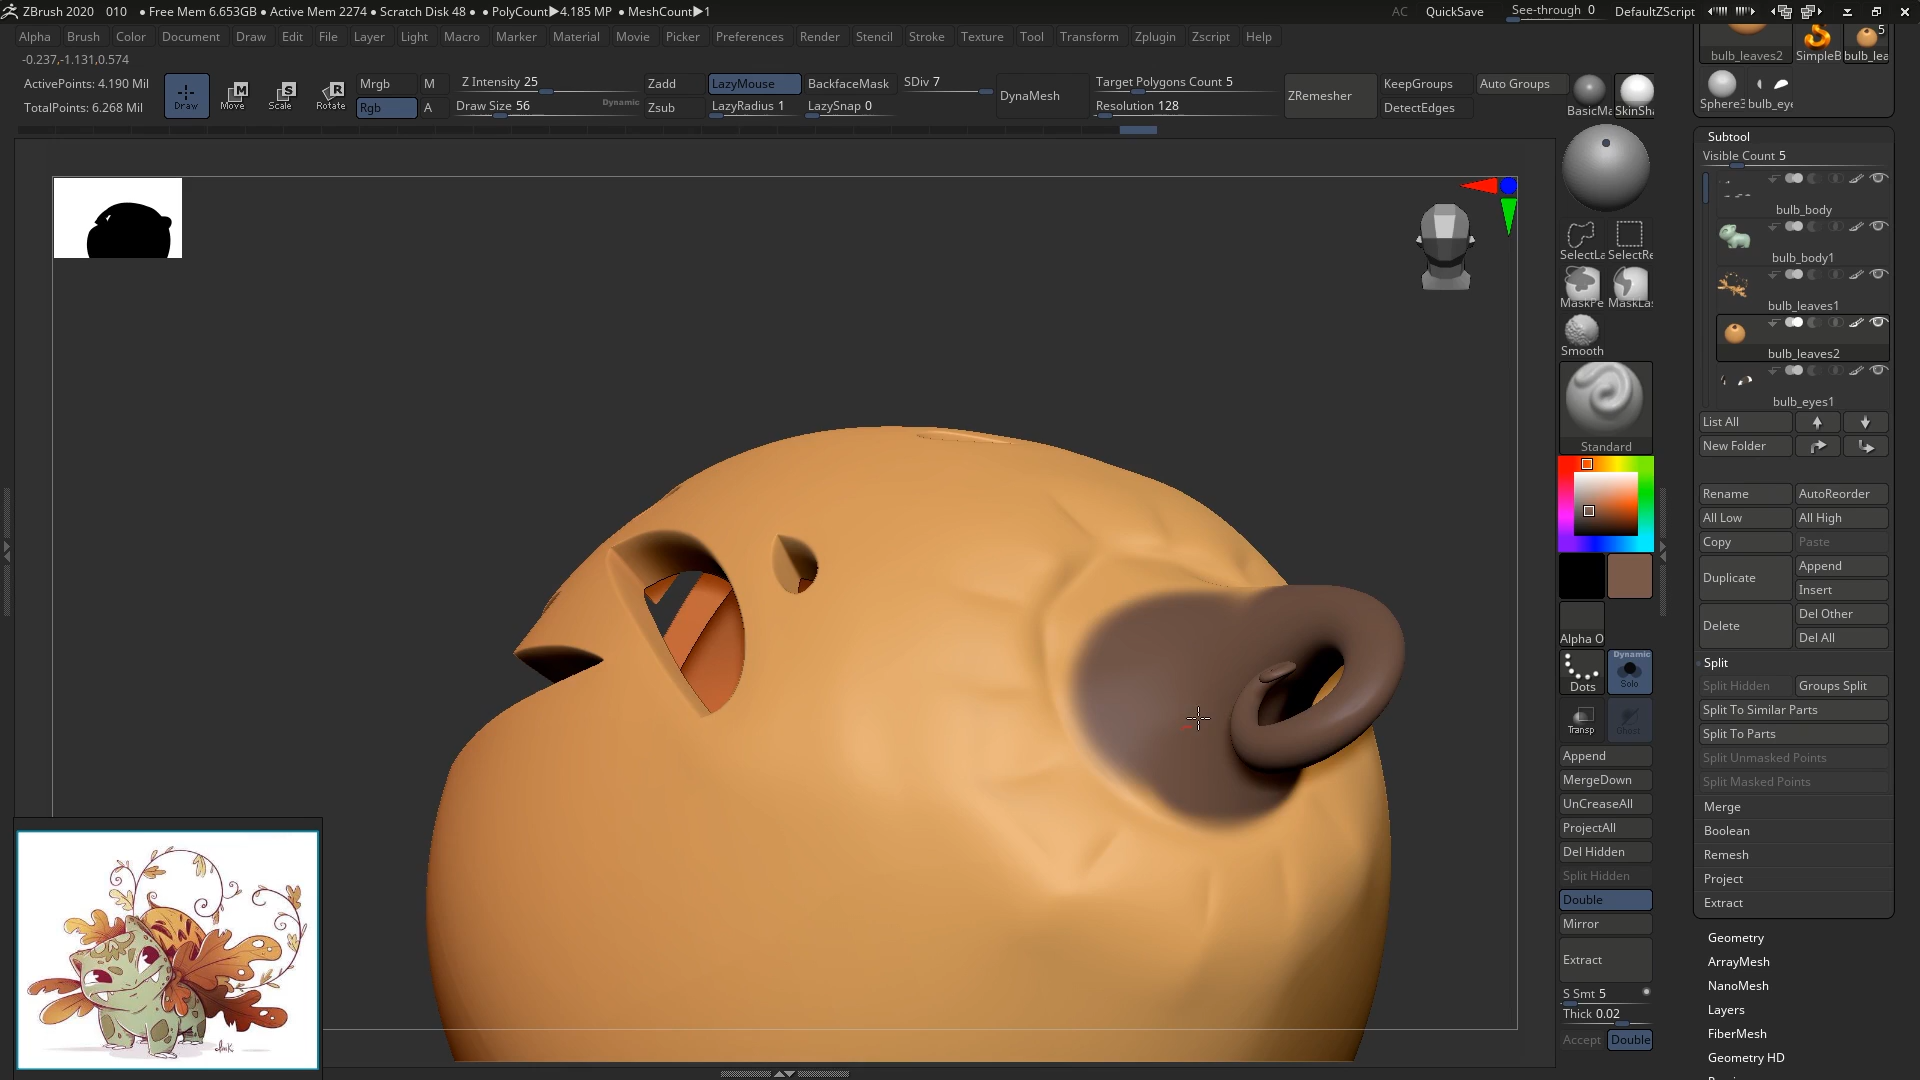 ZBrush 2020   010   • Free Mem 6.653GB • Active Mem 2274 • Scratch Disk 48 •   • PolyCount▶4.185 MP   • MeshCount▶1
AC   QuickSave   See-through 0   DefaultZScript
Alpha   Brush   Color   Document   Draw   Edit   File   Layer   Light   Macro   Marker   Material   Movie   Picker   Preferences   Render   Stencil   Stroke   Texture   Tool   Transform   Zplugin   Zscript   Help
-0.237,-1.131,0.574
ActivePoints: 4.190 Mil
TotalPoints: 6.268 Mil
Draw   Move   Scale   Rotate
Mrgb   M
Rgb   A
Z Intensity 25
Draw Size 56   Dynamic
Zadd
Zsub
LazyMouse   BackfaceMask
LazyRadius 1   LazySnap 0
SDiv 7
DynaMesh
Target Polygons Count 5
Resolution 128
ZRemesher
KeepGroups   Auto Groups
DetectEdges
BasicMa   SkinSha
SelectLa   SelectRe
MaskPe   MaskLas
Smooth
Standard
Alpha O
Dots
Dynamic
Solo
Transp
Ghost
Append
MergeDown
UnCreaseAll
ProjectAll
Del Hidden
Split Hidden
Double
Mirror
Extract
S Smt 5
Thick 0.02
Accept   Double
5
bulb_leaves2   SimpleB   bulb_lea
Sphere3   bulb_eye
Subtool
Visible Count 5
bulb_body
bulb_body1
bulb_leaves1
bulb_leaves2
bulb_eyes1
List All
New Folder
Rename   AutoReorder
All Low   All High
Copy   Paste
Duplicate   Append
Insert
Delete   Del Other
Del All
Split
Split Hidden   Groups Split
Split To Similar Parts
Split To Parts
Split Unmasked Points
Split Masked Points
Merge
Boolean
Remesh
Project
Extract
Geometry
ArrayMesh
NanoMesh
Layers
FiberMesh
Geometry HD